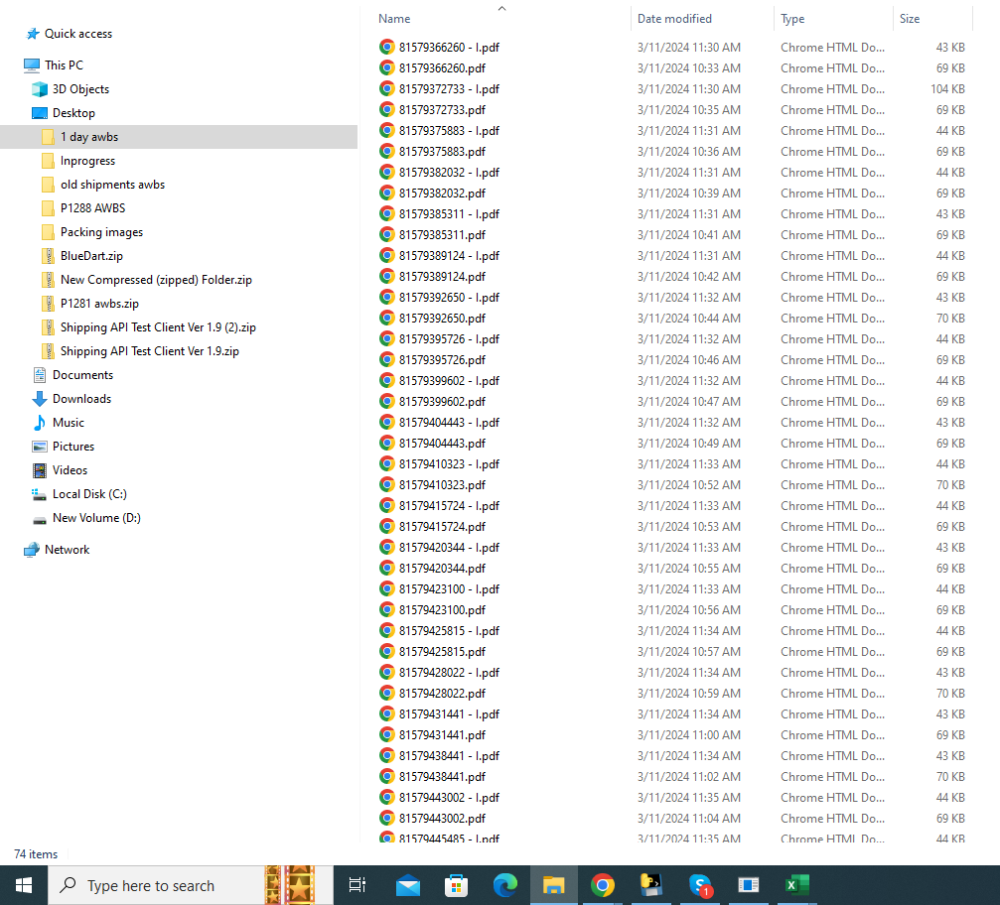 Quick access
This PC
3D Objects
Desktop
1 day awbs
Inprogress
old shipments awbs
P1288 AWBS
Packing images
BlueDart.zip
New Compressed (zipped) Folder.zip
P1281 awbs.zip
Shipping API Test Client Ver 1.9 (2).zip
Shipping API Test Client Ver 1.9.zip
Documents
Downloads
Music
Pictures
Videos
Local Disk (C:)
New Volume (D:)
Network
Name Date modified Type Size
81579366260 - I.pdf 3/11/2024 11:30 AM Chrome HTML Do... 43 KB
81579366260.pdf 3/11/2024 10:33 AM Chrome HTML Do... 69 KB
81579372733 - I.pdf 3/11/2024 11:30 AM Chrome HTML Do... 104 KB
81579372733.pdf 3/11/2024 10:35 AM Chrome HTML Do... 69 KB
81579375883 - I.pdf 3/11/2024 11:31 AM Chrome HTML Do... 44 KB
81579375883.pdf 3/11/2024 10:36 AM Chrome HTML Do... 69 KB
81579382032 - I.pdf 3/11/2024 11:31 AM Chrome HTML Do... 44 KB
81579382032.pdf 3/11/2024 10:39 AM Chrome HTML Do... 69 KB
81579385311 - I.pdf 3/11/2024 11:31 AM Chrome HTML Do... 43 KB
81579385311.pdf 3/11/2024 10:41 AM Chrome HTML Do... 69 KB
81579389124 - I.pdf 3/11/2024 11:31 AM Chrome HTML Do... 44 KB
81579389124.pdf 3/11/2024 10:42 AM Chrome HTML Do... 69 KB
81579392650 - I.pdf 3/11/2024 11:32 AM Chrome HTML Do... 43 KB
81579392650.pdf 3/11/2024 10:44 AM Chrome HTML Do... 70 KB
81579395726 - I.pdf 3/11/2024 11:32 AM Chrome HTML Do... 44 KB
81579395726.pdf 3/11/2024 10:46 AM Chrome HTML Do... 69 KB
81579399602 - I.pdf 3/11/2024 11:32 AM Chrome HTML Do... 44 KB
81579399602.pdf 3/11/2024 10:47 AM Chrome HTML Do... 69 KB
81579404443 - I.pdf 3/11/2024 11:32 AM Chrome HTML Do... 43 KB
81579404443.pdf 3/11/2024 10:49 AM Chrome HTML Do... 69 KB
81579410323 - I.pdf 3/11/2024 11:33 AM Chrome HTML Do... 44 KB
81579410323.pdf 3/11/2024 10:52 AM Chrome HTML Do... 70 KB
81579415724 - I.pdf 3/11/2024 11:33 AM Chrome HTML Do... 44 KB
81579415724.pdf 3/11/2024 10:53 AM Chrome HTML Do... 69 KB
81579420344 - I.pdf 3/11/2024 11:33 AM Chrome HTML Do... 43 KB
81579420344.pdf 3/11/2024 10:55 AM Chrome HTML Do... 69 KB
81579423100 - I.pdf 3/11/2024 11:33 AM Chrome HTML Do... 44 KB
81579423100.pdf 3/11/2024 10:56 AM Chrome HTML Do... 69 KB
81579425815 - I.pdf 3/11/2024 11:34 AM Chrome HTML Do... 44 KB
81579425815.pdf 3/11/2024 10:57 AM Chrome HTML Do... 69 KB
81579428022 - I.pdf 3/11/2024 11:34 AM Chrome HTML Do... 43 KB
81579428022.pdf 3/11/2024 10:59 AM Chrome HTML Do... 70 KB
81579431441 - I.pdf 3/11/2024 11:34 AM Chrome HTML Do... 43 KB
81579431441.pdf 3/11/2024 11:00 AM Chrome HTML Do... 69 KB
81579438441 - I.pdf 3/11/2024 11:34 AM Chrome HTML Do... 43 KB
81579438441.pdf 3/11/2024 11:02 AM Chrome HTML Do... 70 KB
81579443002 - I.pdf 3/11/2024 11:35 AM Chrome HTML Do... 44 KB
81579443002.pdf 3/11/2024 11:04 AM Chrome HTML Do... 69 KB
81579445485 - I.pdf 3/11/2024 11:35 AM Chrome HTML Do... 44 KB
74 items
Type here to search
1